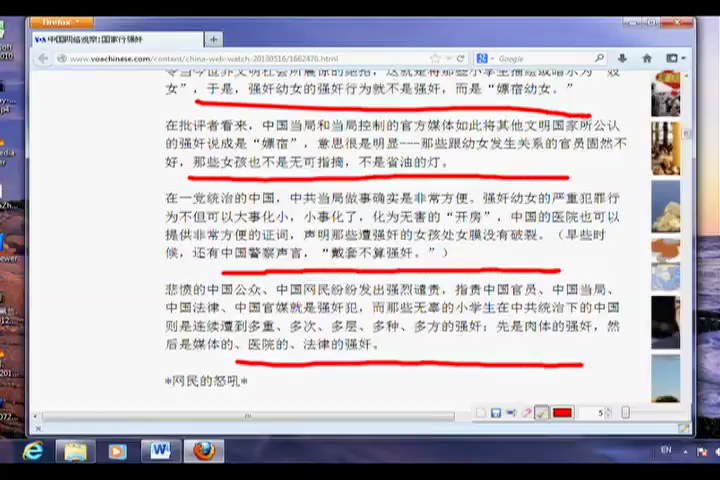 Firefox
中国网络观察:国家行强奸
www.voachinese.com/content/china-web-watch-20130516/1662476.html
Google
女”，于是，强奸幼女的强奸行为就不是强奸，而是“嫖宿幼女。”
在批评者看来，中国当局和当局控制的官方媒体如此将其他文明国家所公认
的强奸说成是“嫖宿”，意思很是明显---那些跟幼女发生关系的官员固然不
好，那些女孩也不是无可指摘，不是省油的灯。
在一党统治的中国，中共当局做事确实是非常方便。强奸幼女的严重犯罪行
为不但可以大事化小，小事化了，化为无害的“开房”，中国的医院也可以
提供非常方便的证词，声明那些遭强奸的女孩处女膜没有破裂。（早些时
候，还有中国警察声言，“戴套不算强奸。”）
悲愤的中国公众、中国网民纷纷发出强烈谴责，指责中国官员、中国当局、
中国法律、中国官媒就是强奸犯，而那些无辜的小学生在中共统治下的中国
则是连续遭到多重、多次、多层、多种、多方的强奸：先是肉体的强奸，然
后是媒体的、医院的、法律的强奸。
*网民的怒吼*
5
EN